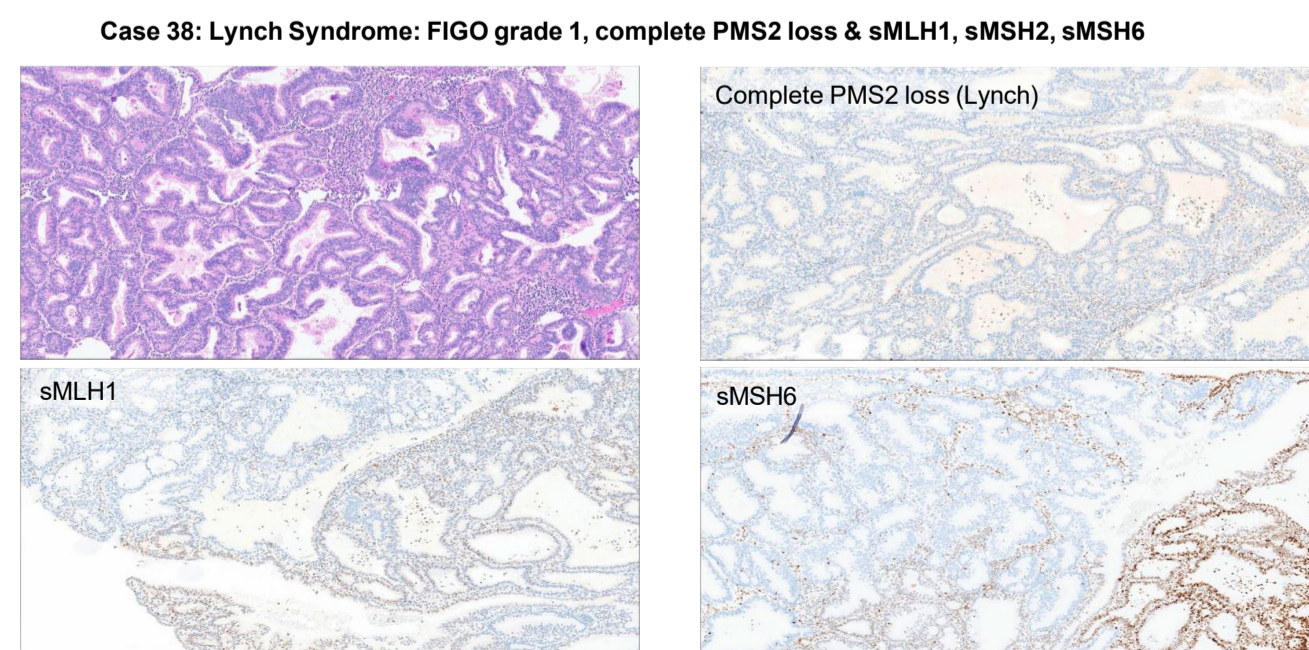 Case 38: Lynch Syndrome: FIGO grade 1, complete PMS2 loss & sMLH1, sMSH2, sMSH6
Complete PMS2 loss (Lynch)
sMLH1
sMSH6